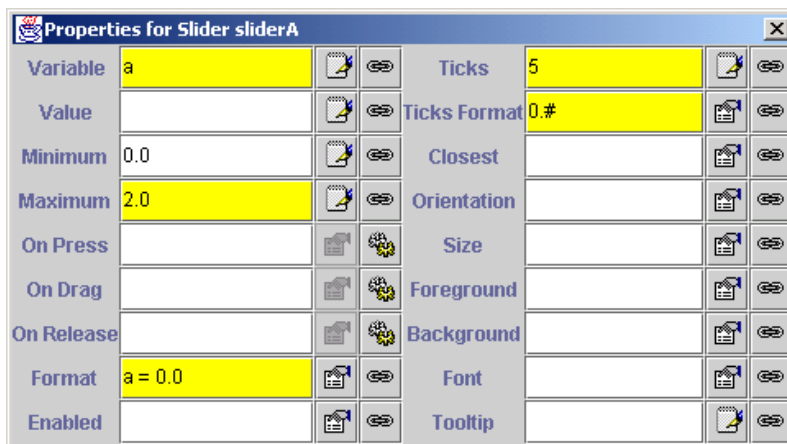 Properties for Slider sliderA
Variable a Ticks 5
Value Ticks Format 0.#
Minimum 0.0 Closest
Maximum 2.0 Orientation
On Press Size
On Drag Foreground
On Release Background
Format a = 0.0 Font
Enabled Tooltip